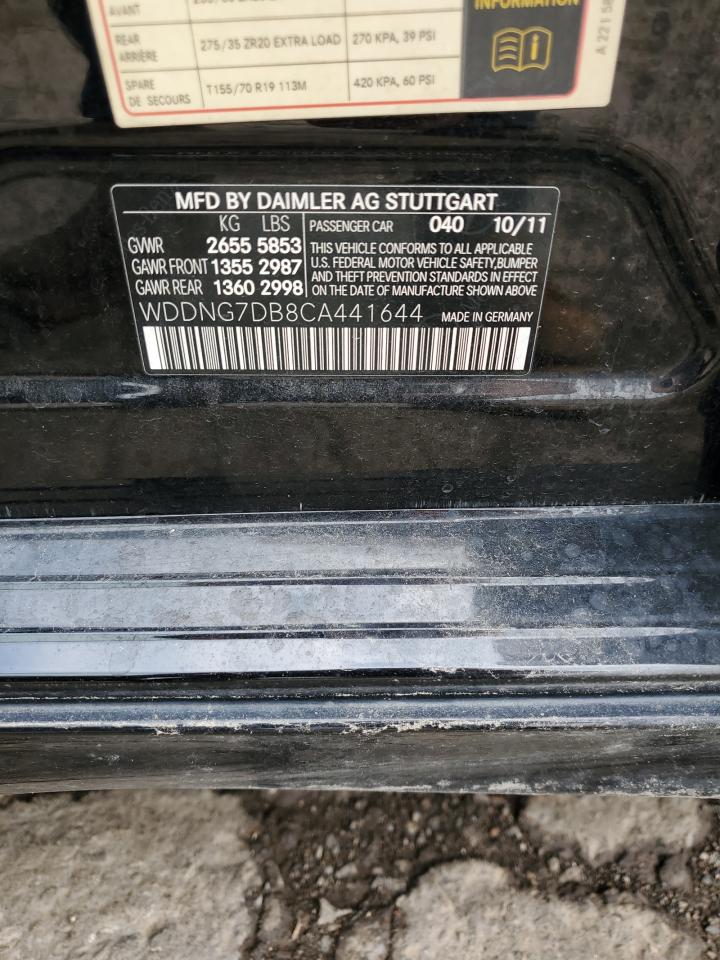 AVANT
INFORMATION
REAR 275/35 ZR20 EXTRA LOAD 270 KPA, 39 PSI
ARRIÈRE
SPARE T155/70 R19 113M 420 KPA, 60 PSI
DE SECOURS
A 221 58
MFD BY DAIMLER AG STUTTGART
KG LBS PASSENGER CAR 040 10/11
GVWR 2655 5853 THIS VEHICLE CONFORMS TO ALL APPLICABLE
GAWR FRONT 1355 2987 U.S. FEDERAL MOTOR VEHICLE SAFETY,BUMPER
AND THEFT PREVENTION STANDARDS IN EFFECT
GAWR REAR 1360 2998 ON THE DATE OF MANUFACTURE SHOWN ABOVE
WDDNG7DB8CA441644 MADE IN GERMANY